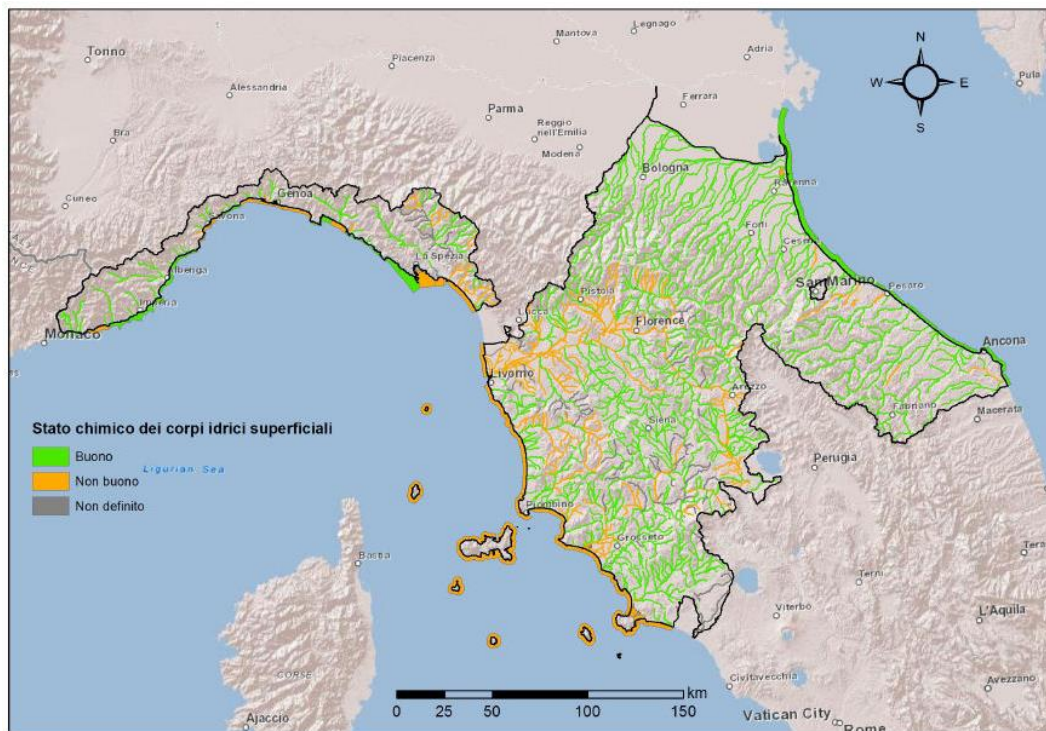 Legnago
Mantova
Torino
Adria
Piacenza
Pula
Alessandria
Ferrara
Parma
Reggio
nell'Emilia
Bra
Modena
Bologna
Cuneo
Genoa
Ravenna
Savona
Forlì
Cesena
La Spezia
Albenga
San Marino
Pistoia
Pesaro
Imperia
Lucca
Florence
Monaco
Ancona
Livorno
Arezzo
Fabriano
Macerata
Siena
Perugia
Stato chimico dei corpi idrici superficiali
Buono
Ligurian Sea
Non buono
Non definito
Piombino
Grosseto
Bastia
Tera
Terni
Viterbo
L'Aquila
CORSE
Civitavecchia
Avezzano
Ajaccio
Vatican City
Rome
km
0 25 50 100 150
N
W E
S